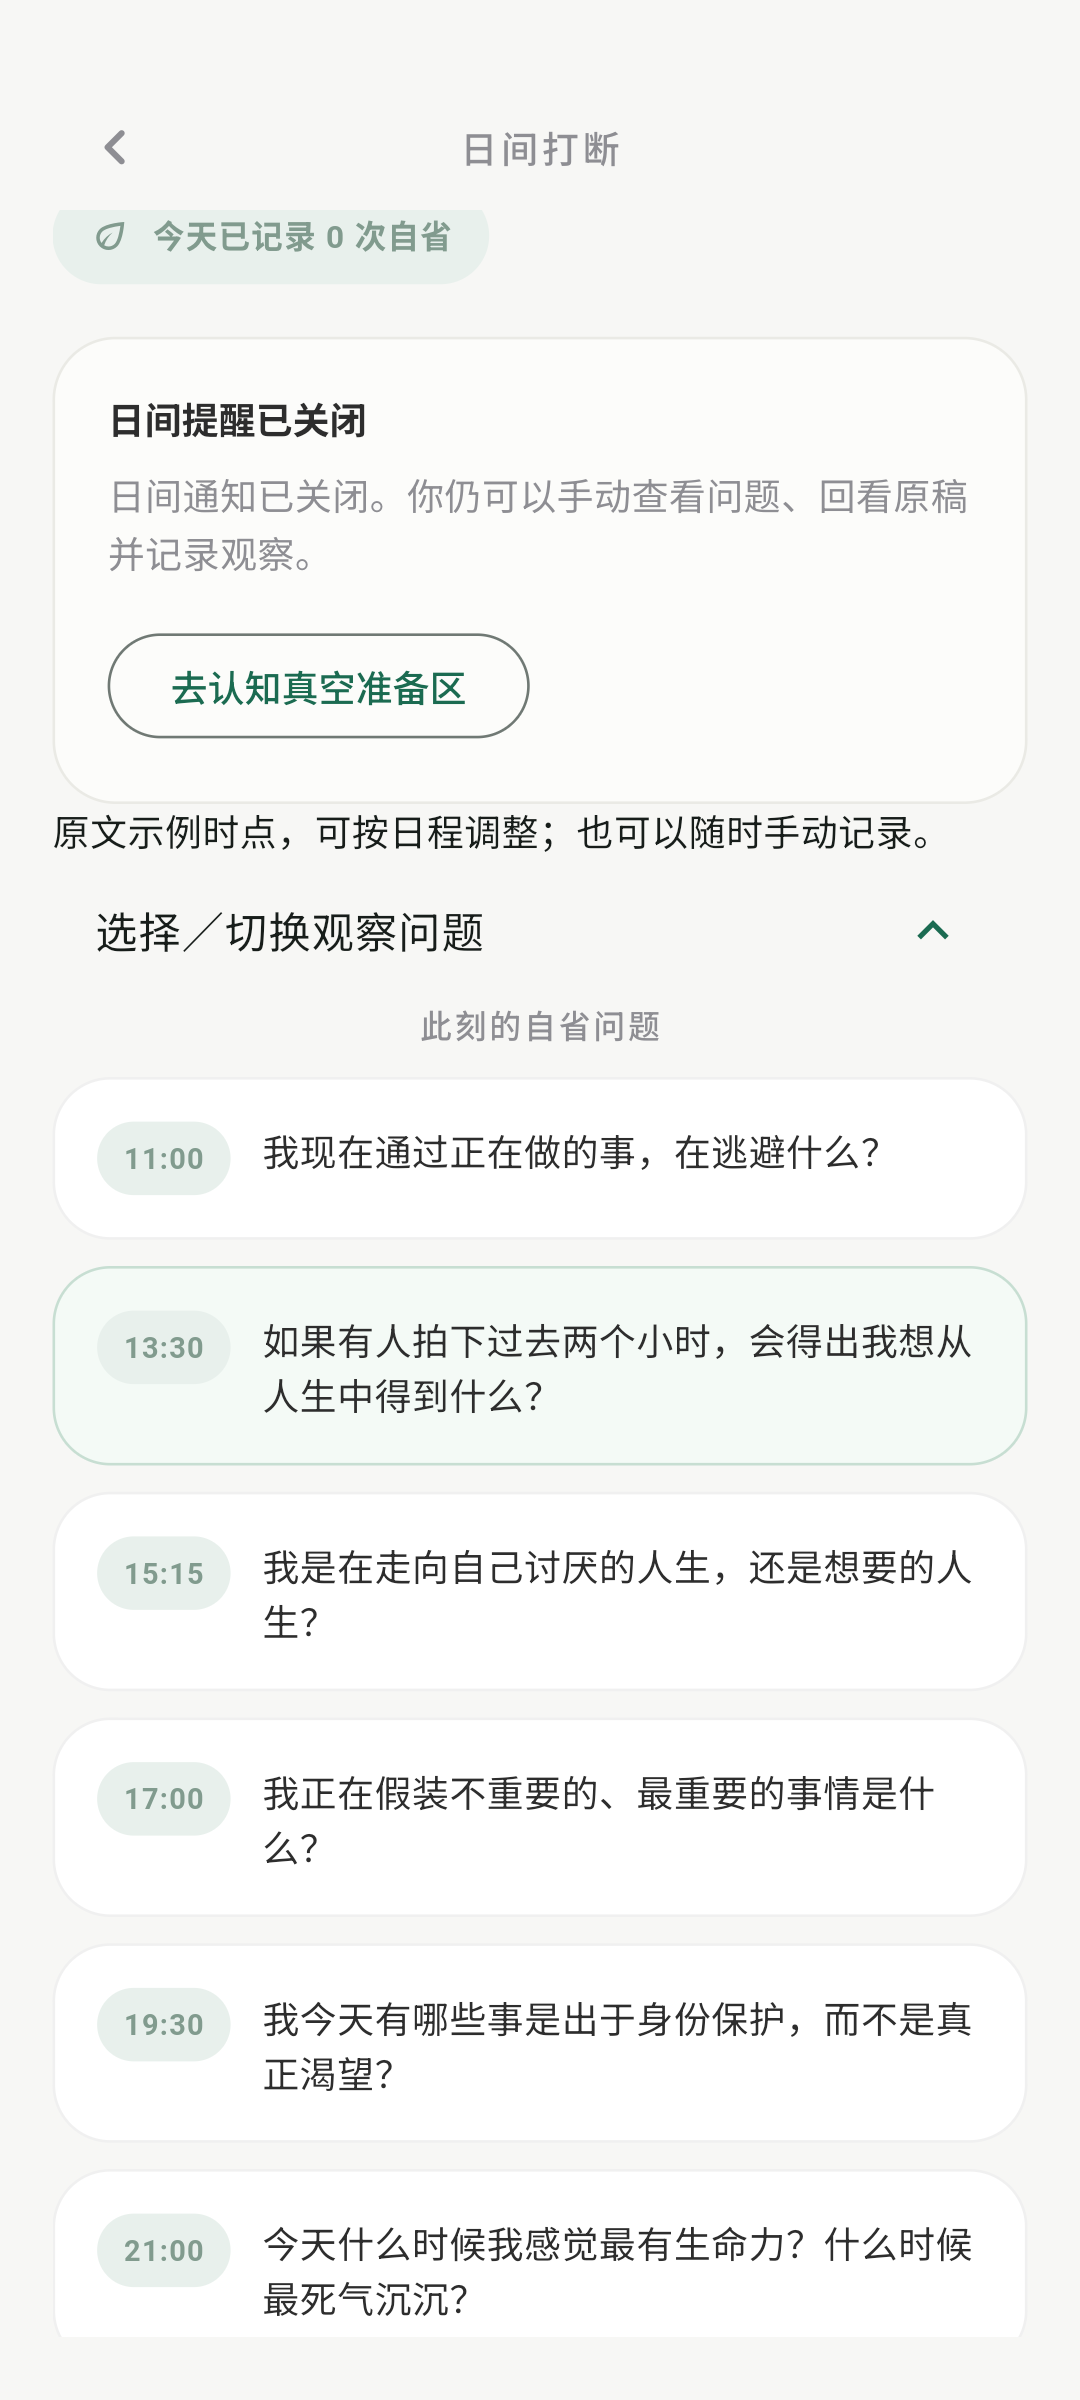 日间打断
今天已记录 0 次自省
日间提醒已关闭
日间通知已关闭。你仍可以手动查看问题、回看原稿
并记录观察。
去认知真空准备区
原文示例时点，可按日程调整；也可以随时手动记录。
选择／切换观察问题
此刻的自省问题
11:00 我现在通过正在做的事，在逃避什么？
13:30 如果有人拍下过去两个小时，会得出我想从
人生中得到什么？
15:15 我是在走向自己讨厌的人生，还是想要的人
生？
17:00 我正在假装不重要的、最重要的事情是什
么？
19:30 我今天有哪些事是出于身份保护，而不是真
正渴望？
21:00 今天什么时候我感觉最有生命力？什么时候
最死气沉沉？